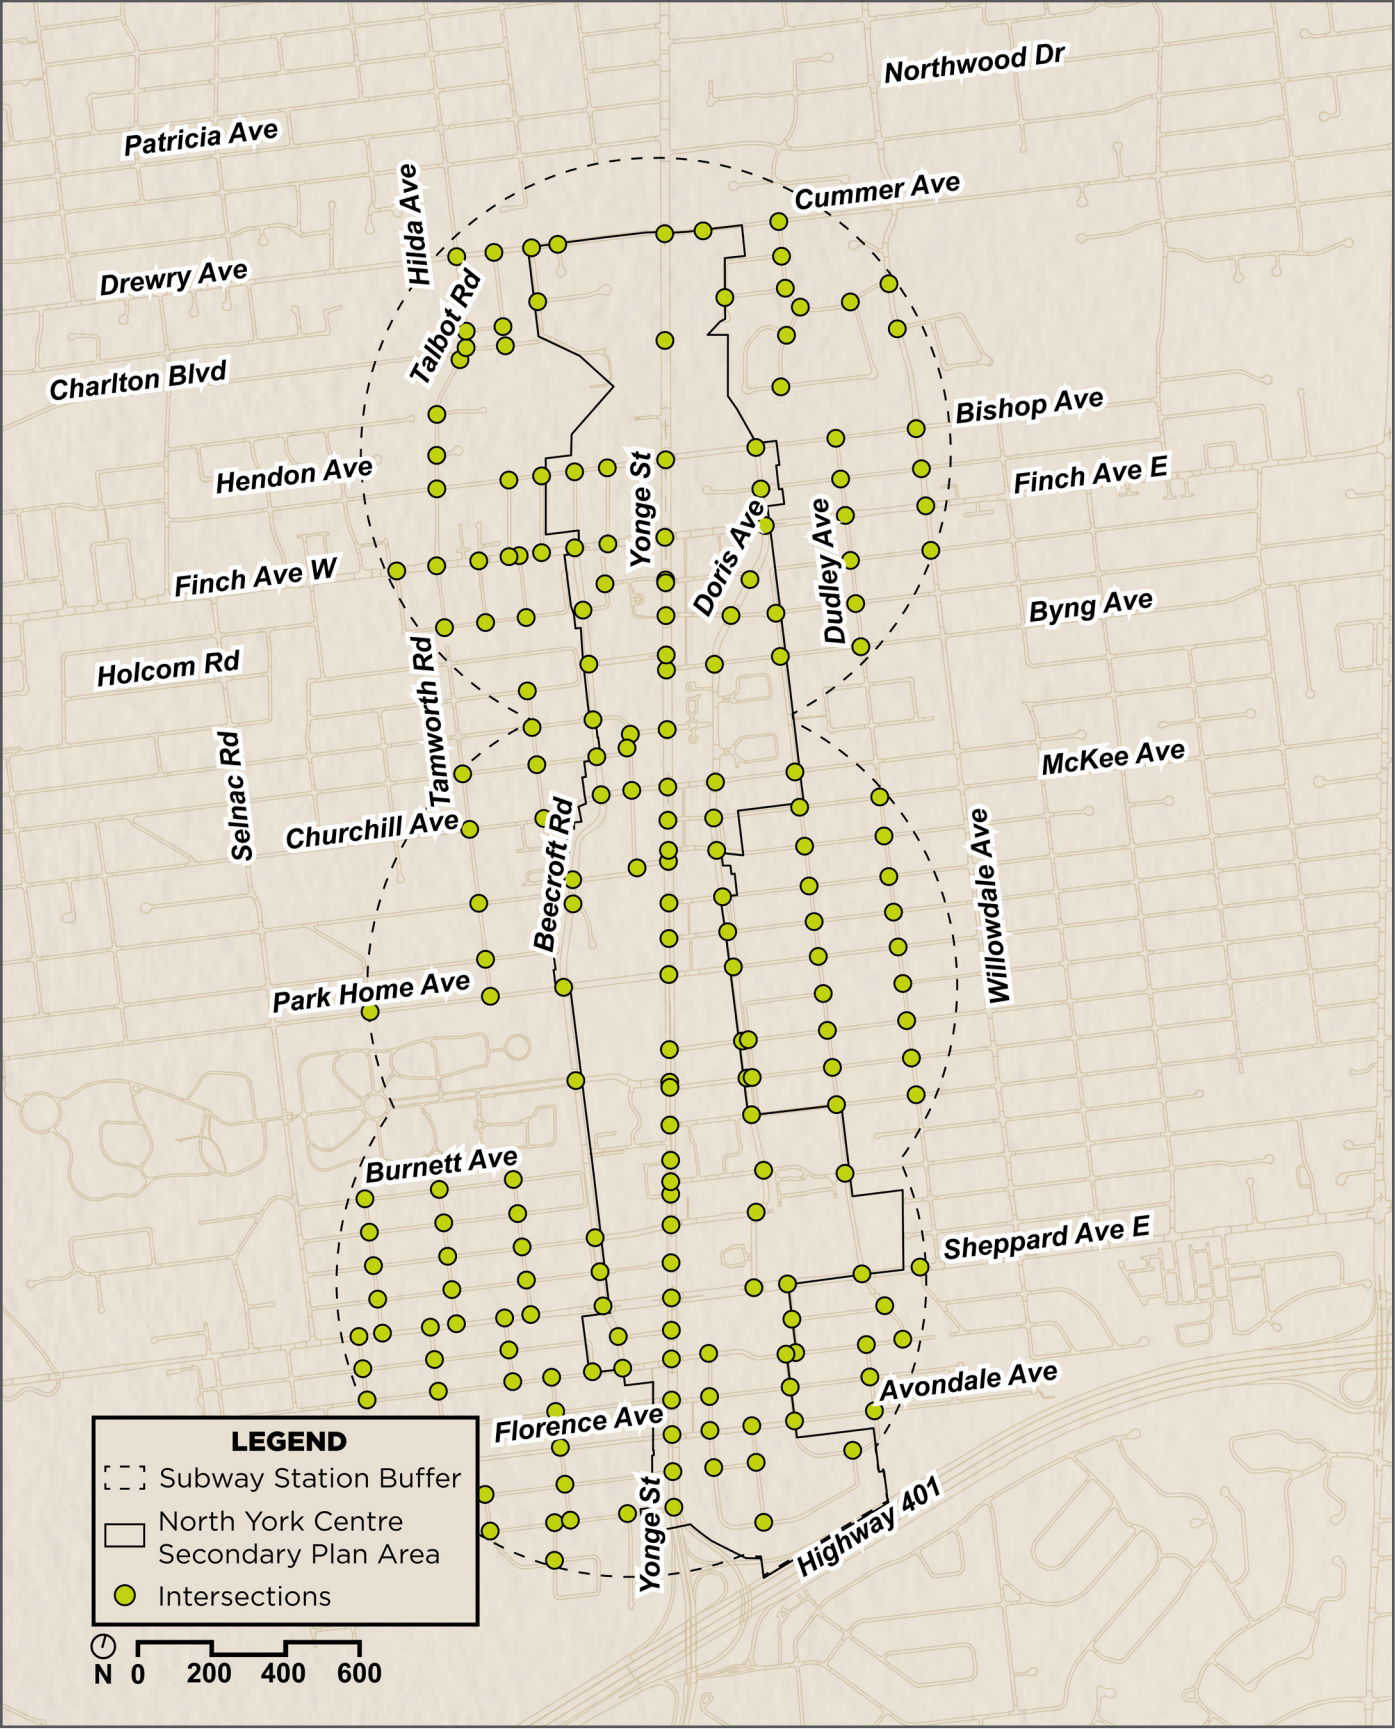 Northwood Dr
Patricia Ave
Hilda Ave
Cummer Ave
Drewry Ave
Talbot Rd
Charlton Blvd
Bishop Ave
Hendon Ave
Yonge St
Finch Ave E
Doris Ave
Dudley Ave
Finch Ave W
Byng Ave
Holcom Rd
Tamworth Rd
Selnac Rd
McKee Ave
Churchill Ave
Beecroft Rd
Willowdale Ave
Park Home Ave
Burnett Ave
Sheppard Ave E
Avondale Ave
Florence Ave
Yonge St
Highway 401
LEGEND
Subway Station Buffer
North York Centre
Secondary Plan Area
Intersections
N 0 200 400 600